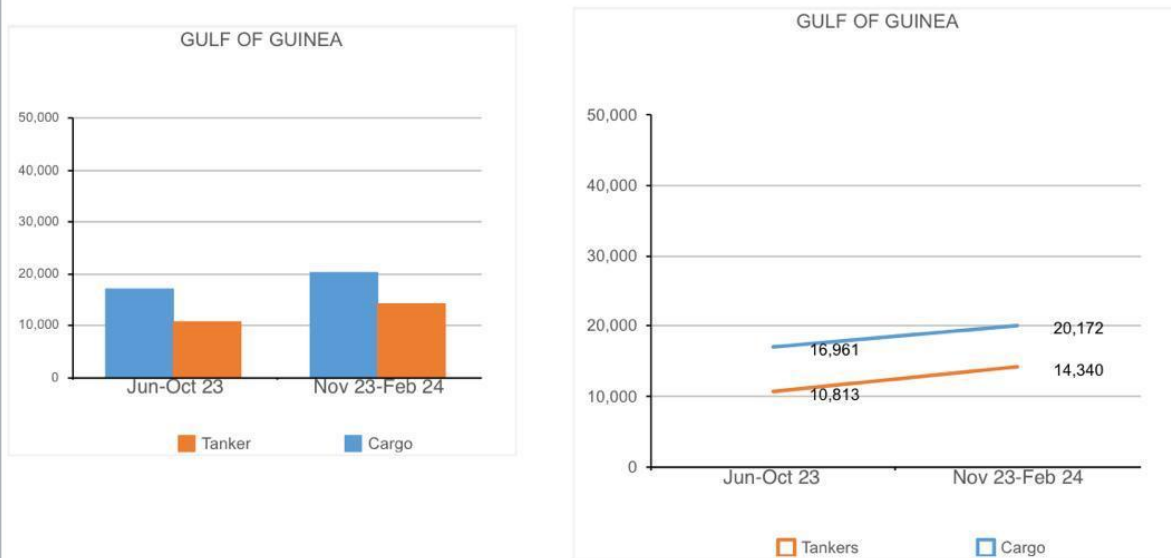 GULF OF GUINEA
50,000
40,000
30,000
20,000
10,000
0
Jun-Oct 23 Nov 23-Feb 24
Tanker Cargo
GULF OF GUINEA
50,000
40,000
30,000
20,000
10,000
0
20,172
16,961
14,340
10,813
Jun-Oct 23 Nov 23-Feb 24
Tankers Cargo